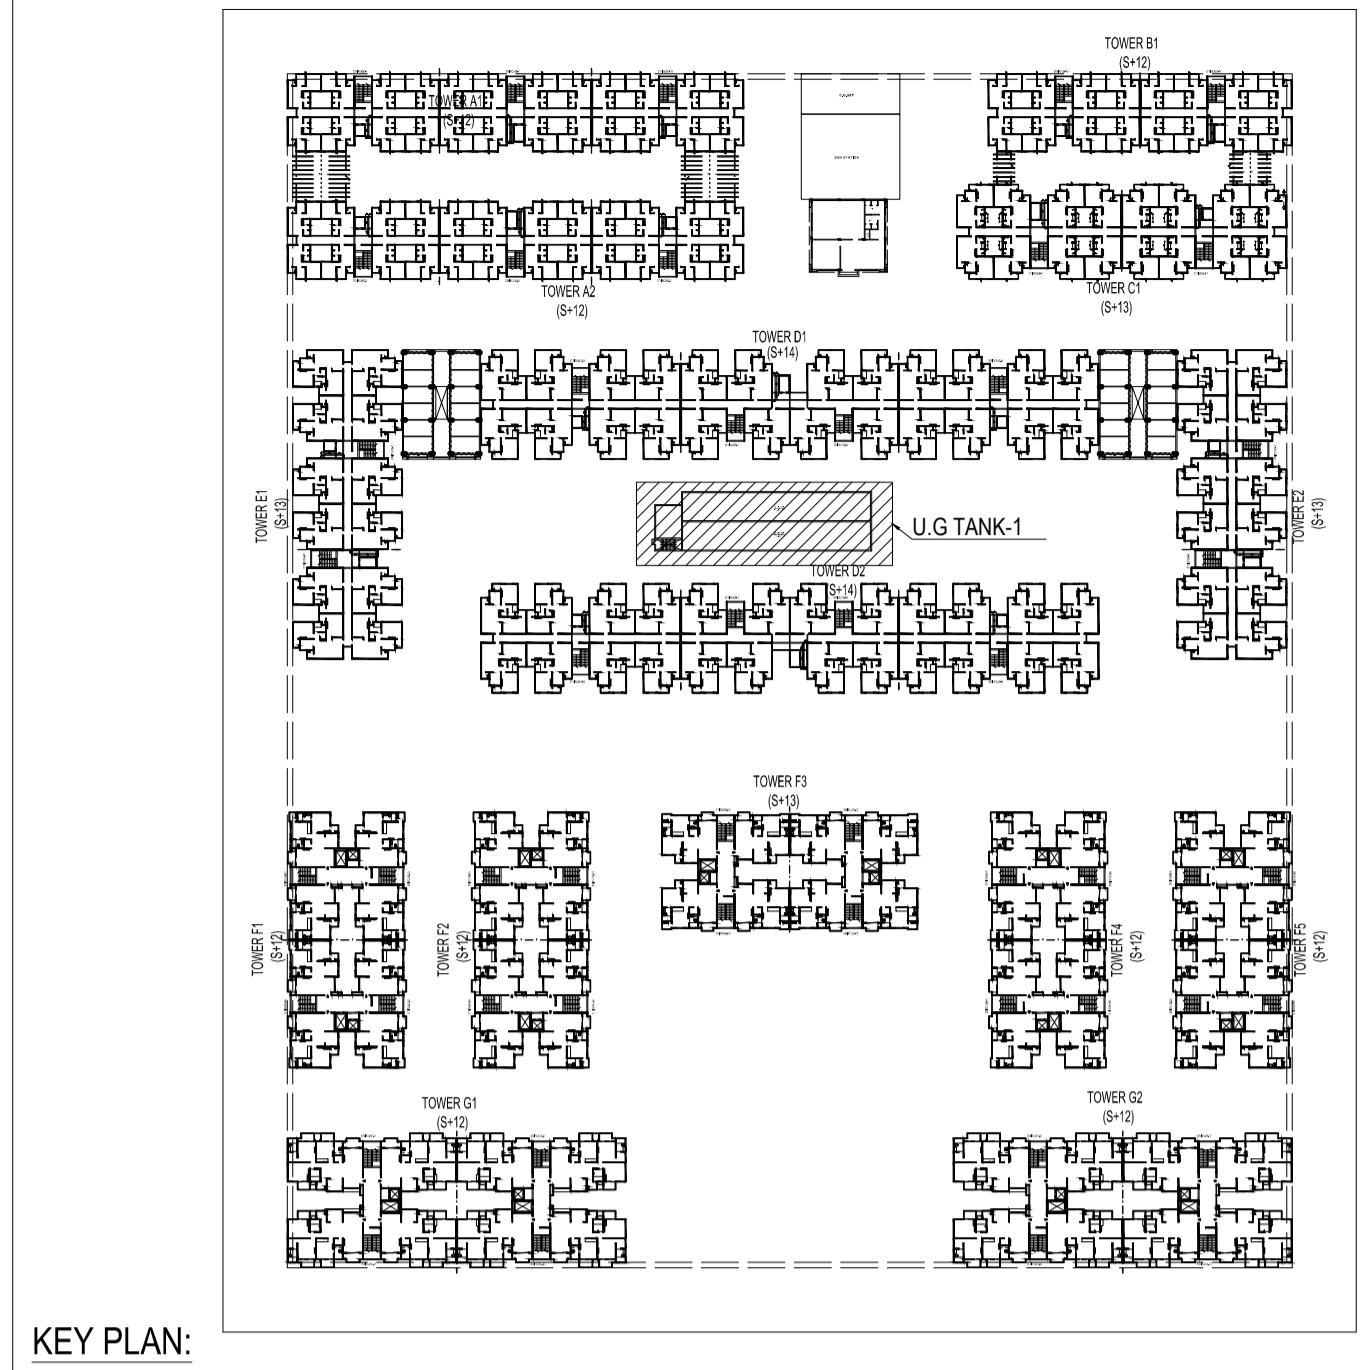 TOWER B1
(S+12)
TOWER A1
(S+12)
TOWER A2
(S+12)
TOWER C1
(S+13)
TOWER D1
(S+14)
TOWER E1
(S+13)
TOWER E2
(S+13)
U.G TANK-1
TOWER D2
(S+14)
TOWER F3
(S+13)
TOWER F1
(S+12)
TOWER F2
(S+12)
TOWER F4
(S+12)
TOWER F5
(S+12)
TOWER G1
(S+12)
TOWER G2
(S+12)
KEY PLAN: